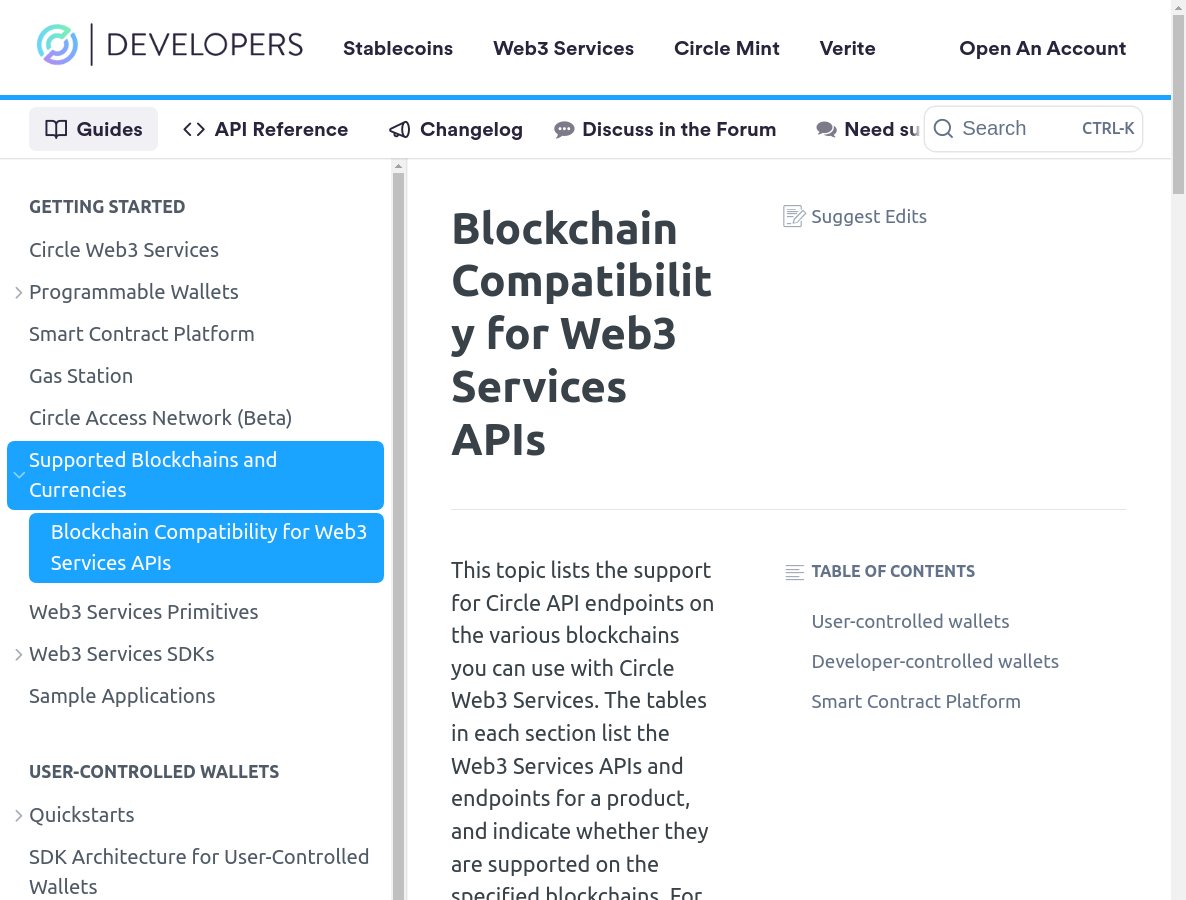 DEVELOPERS
Stablecoins
Web3 Services
Circle Mint
Verite
Open An Account
Guides
API Reference
Changelog
Discuss in the Forum
Need su
Search
CTRL-K
GETTING STARTED
Circle Web3 Services
Programmable Wallets
Smart Contract Platform
Gas Station
Circle Access Network (Beta)
Supported Blockchains and
Currencies
Blockchain Compatibility for Web3
Services APIs
Web3 Services Primitives
Web3 Services SDKs
Sample Applications
USER-CONTROLLED WALLETS
Quickstarts
SDK Architecture for User-Controlled
Wallets
Blockchain
Compatibilit
y for Web3
Services
APIs
Suggest Edits
This topic lists the support
for Circle API endpoints on
the various blockchains
you can use with Circle
Web3 Services. The tables
in each section list the
Web3 Services APIs and
endpoints for a product,
and indicate whether they
are supported on the
specified blockchains. For
TABLE OF CONTENTS
User-controlled wallets
Developer-controlled wallets
Smart Contract Platform